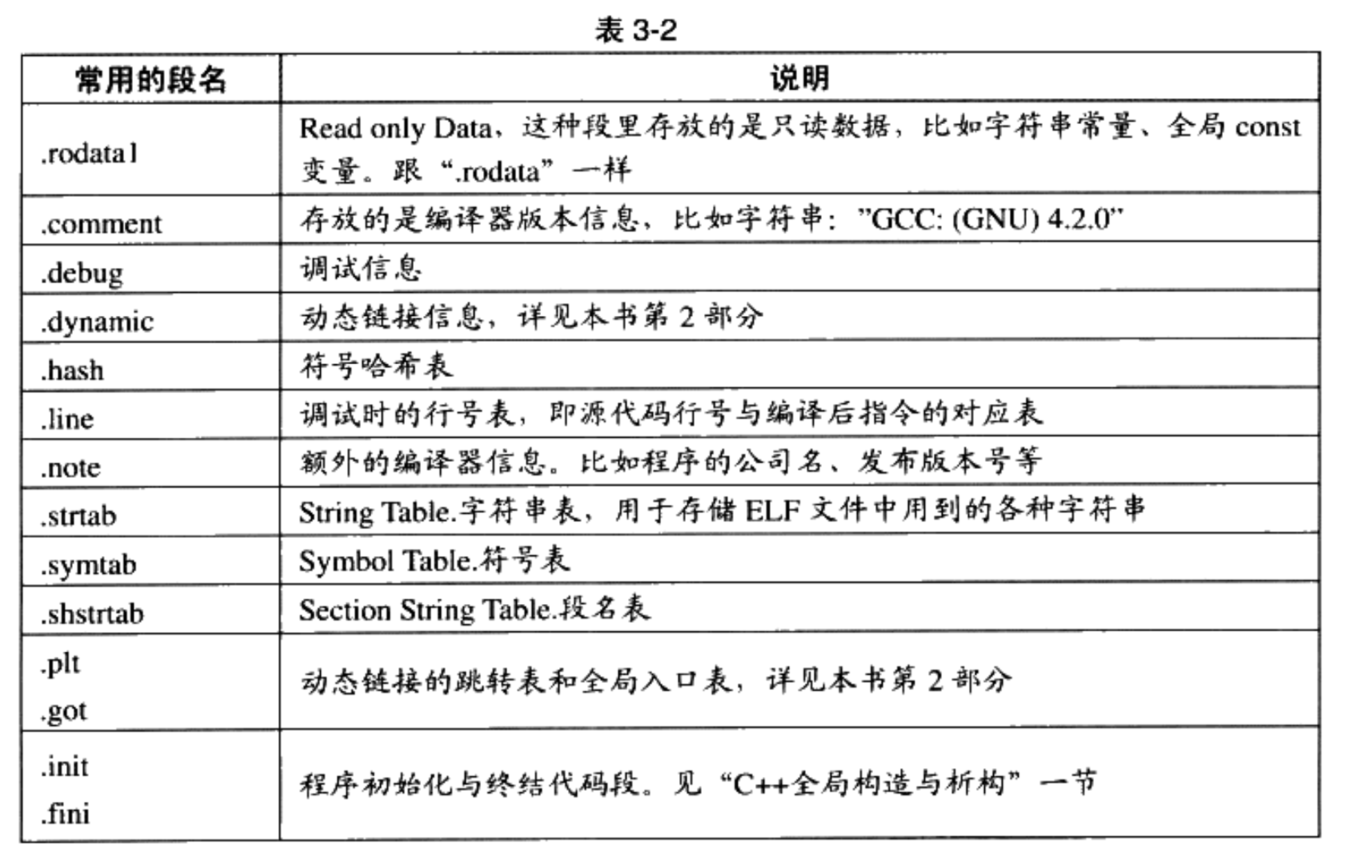 表 3-2
常用的段名 说明
.rodata1 Read only Data，这种段里存放的是只读数据，比如字符串常量、全局 const
变量。跟“.rodata”一样
.comment 存放的是编译器版本信息，比如字符串：”GCC: (GNU) 4.2.0”
.debug 调试信息
.dynamic 动态链接信息，详见本书第 2 部分
.hash 符号哈希表
.line 调试时的行号表，即源代码行号与编译后指令的对应表
.note 额外的编译器信息。比如程序的公司名、发布版本号等
.strtab String Table.字符串表，用于存储 ELF 文件中用到的各种字符串
.symtab Symbol Table.符号表
.shstrtab Section String Table.段名表
.plt
.got
动态链接的跳转表和全局入口表，详见本书第 2 部分
.init
.fini
程序初始化与终结代码段。见“C++全局构造与析构”一节